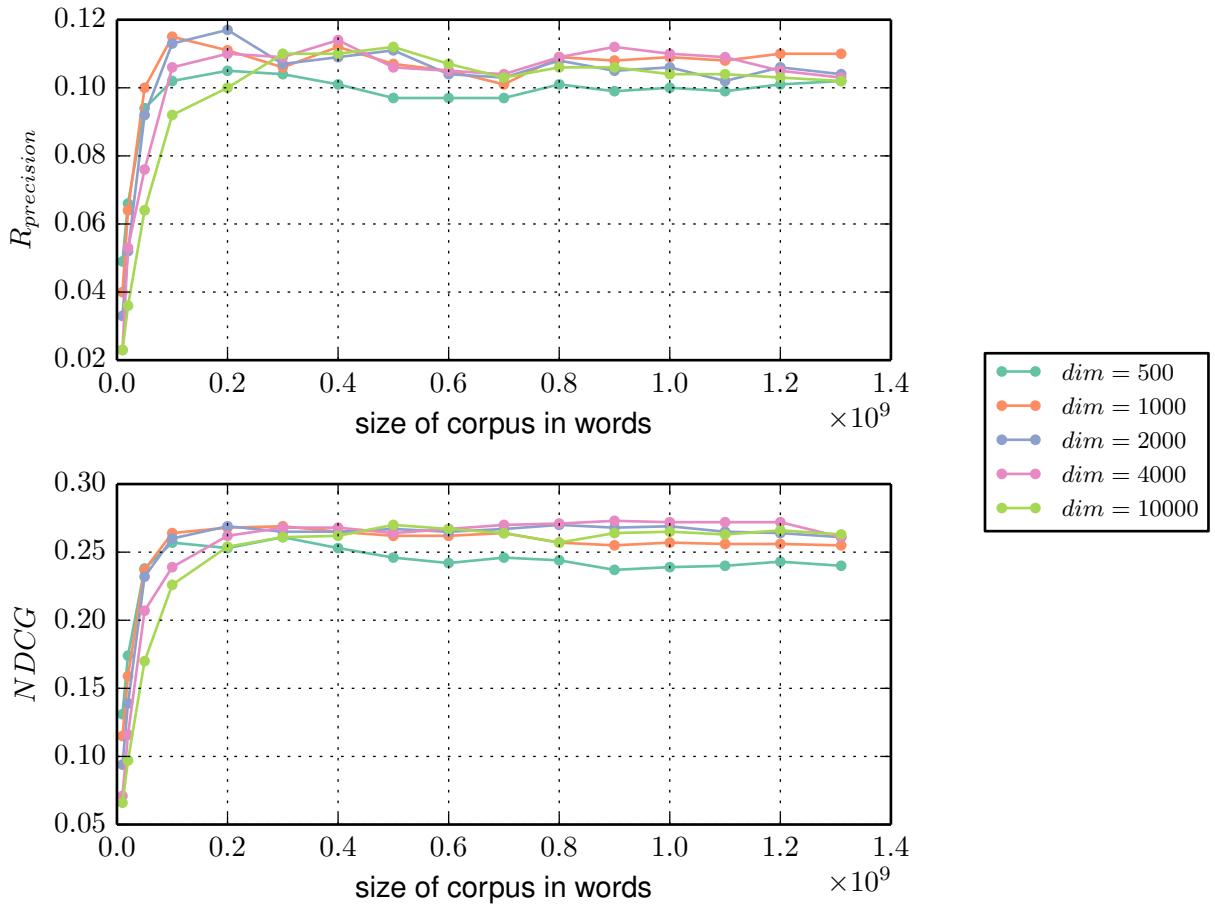 0.12
0.10
0.08
0.06
0.04
0.02
R_precision
0.0 0.2 0.4 0.6 0.8 1.0 1.2 1.4
×10^9
size of corpus in words
dim = 500
dim = 1000
dim = 2000
dim = 4000
dim = 10000
0.30
0.25
0.20
0.15
0.10
0.05
NDCG
0.0 0.2 0.4 0.6 0.8 1.0 1.2 1.4
×10^9
size of corpus in words